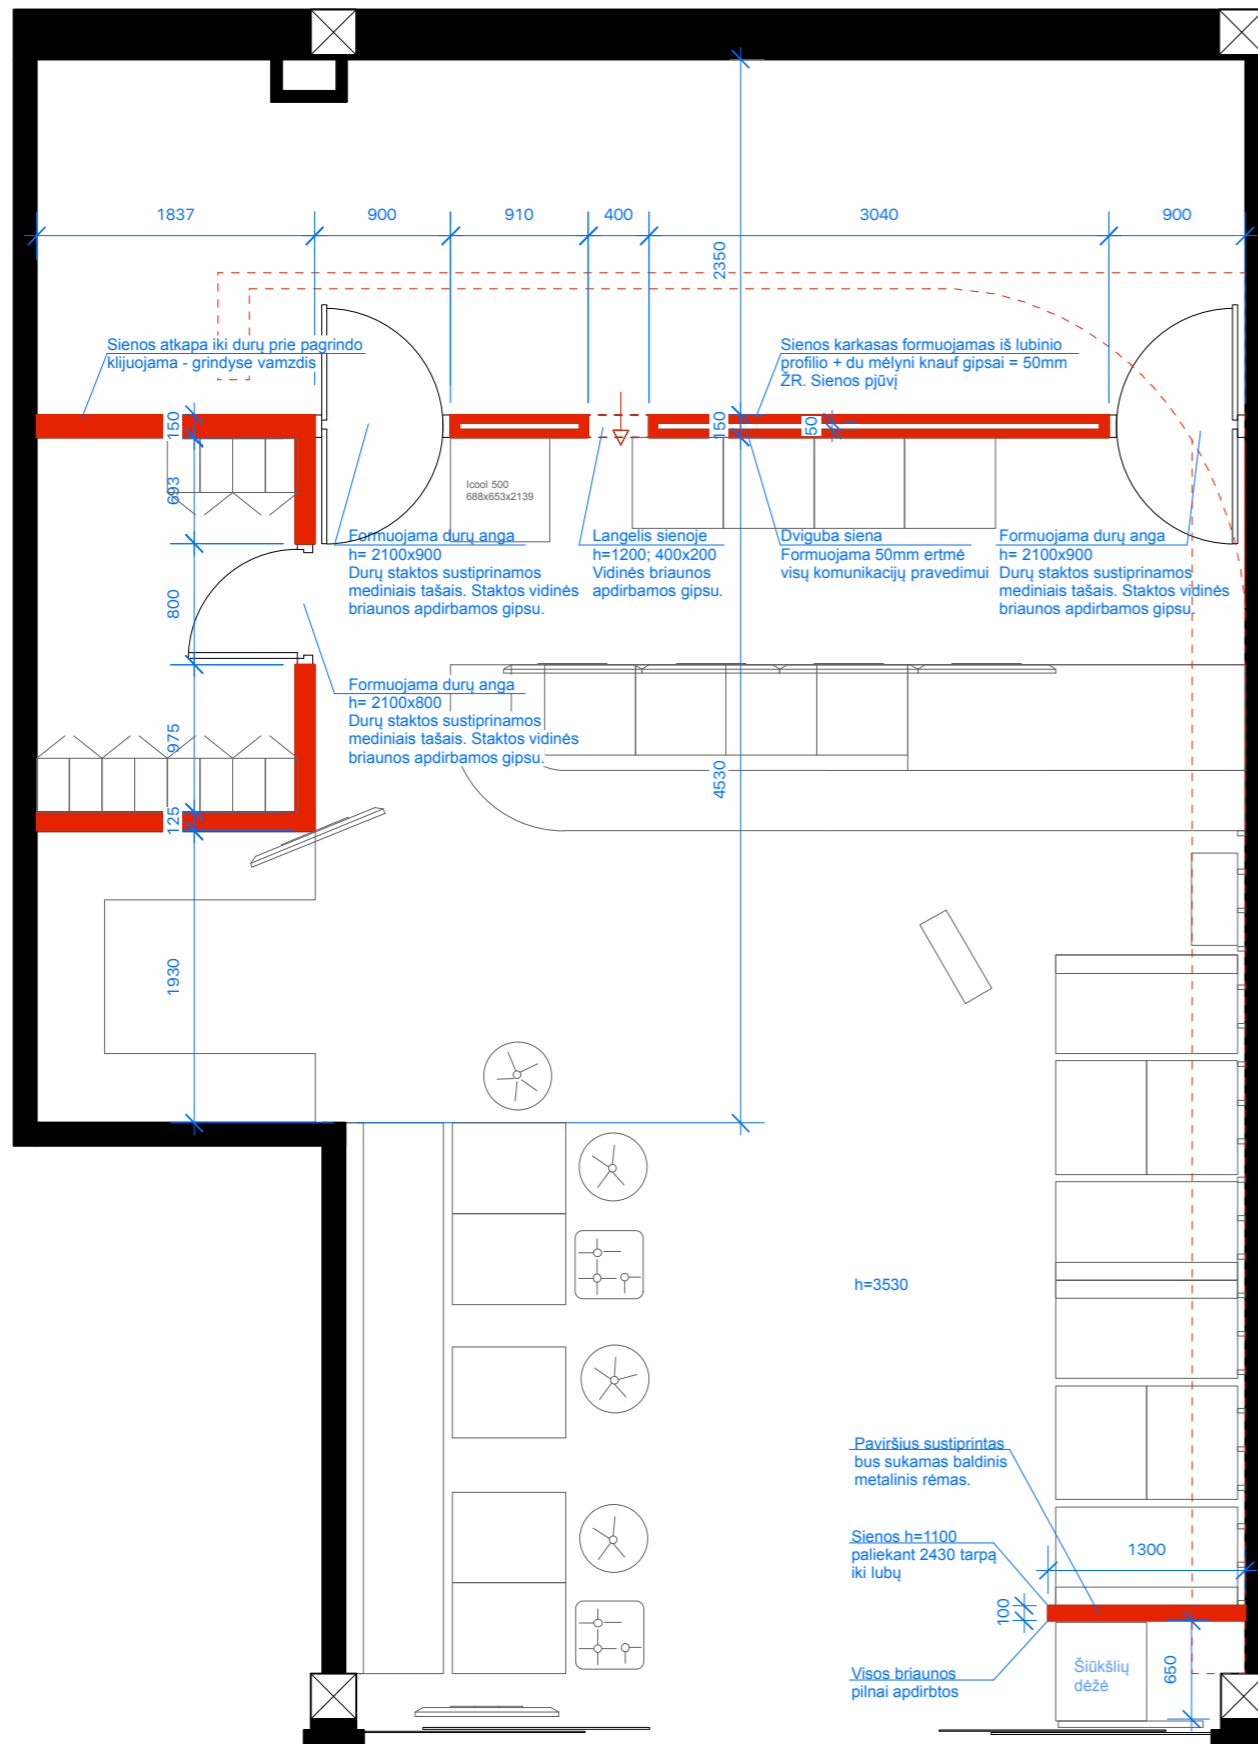 1837
900
910
400
3040
900
2350
Sienos atkapa iki durų prie pagrindo
klijuojama - grindyse vamzdis
Sienos karkasas formuojamas iš lubinio
profilio + du mėlyni knauf gipsai = 50mm
ŽR. Sienos pjūvį
150
150
50
693
Icool 500
688x653x2139
Formuojama durų anga
h= 2100x900
Durų staktos sustiprinamos
mediniais tašais. Staktos vidinės
briaunos apdirbamos gipsu.
Langelis sienoje
h=1200; 400x200
Vidinės briaunos
apdirbamos gipsu.
Dviguba siena
Formuojama 50mm ertmė
visų komunikacijų pravedimui
Formuojama durų anga
h= 2100x900
Durų staktos sustiprinamos
mediniais tašais. Staktos vidinės
briaunos apdirbamos gipsu.
800
Formuojama durų anga
h= 2100x800
Durų staktos sustiprinamos
mediniais tašais. Staktos vidinės
briaunos apdirbamos gipsu.
975
4530
125
1930
h=3530
Paviršius sustiprintas
bus sukamas baldinis
metalinis rėmas.
Sienos h=1100
paliekant 2430 tarpą
iki lubų
1300
100
Visos briaunos
pilnai apdirbtos
Šiūkšlių
dėžė
650